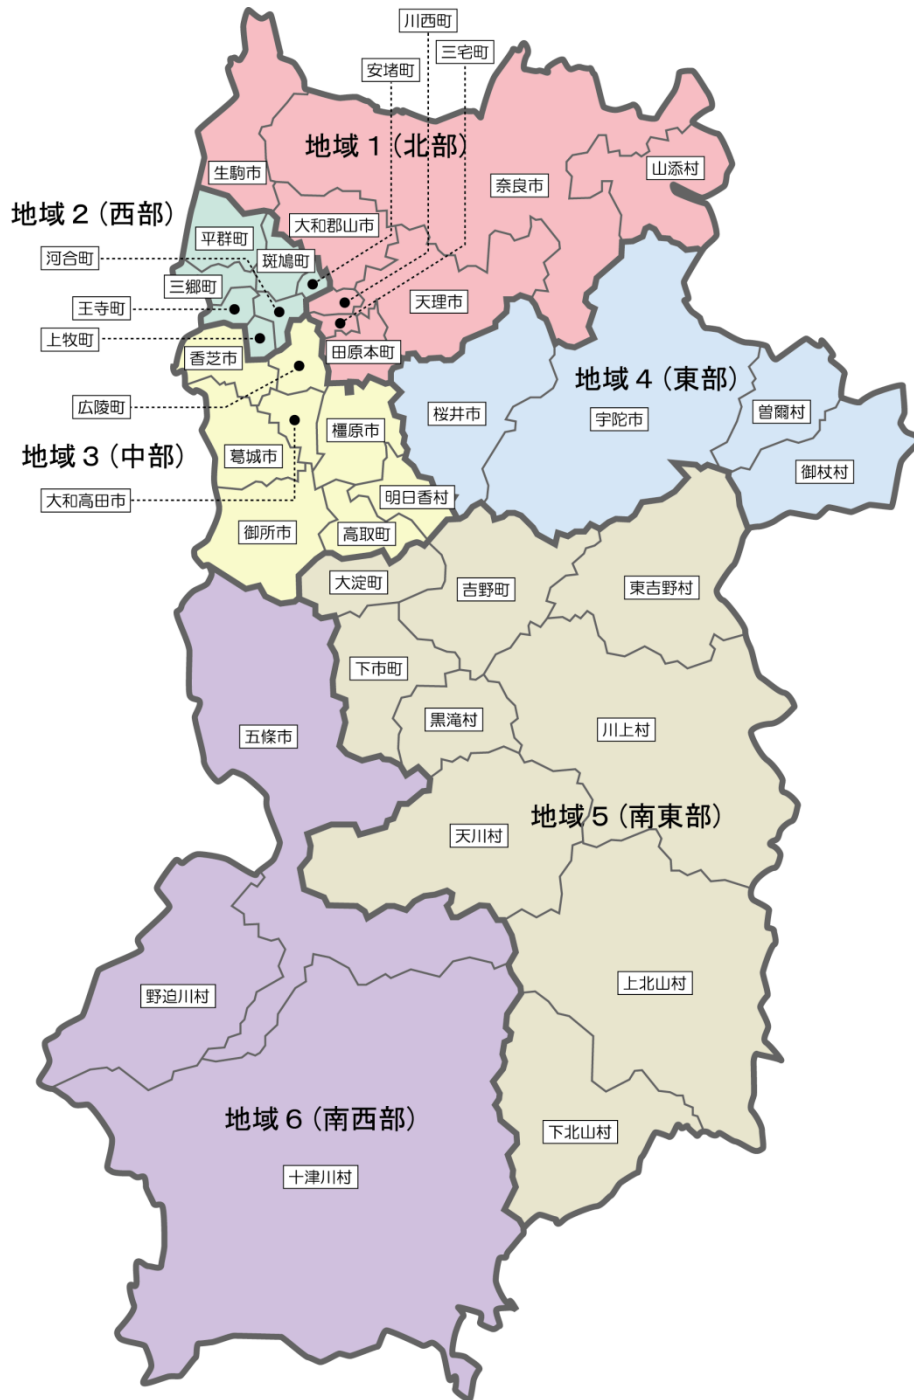 川西町
三宅町
安堵町
地域1(北部)
生駒市
奈良市
山添村
地域2(西部)
大和郡山市
平群町
斑鳩町
河合町
三郷町
天理市
王寺町
上牧町
香芝市
田原本町
地域4(東部)
広陵町
桜井市
宇陀市
曽爾村
橿原市
地域3(中部)
葛城市
御杖村
大和高田市
明日香村
御所市
高取町
大淀町
吉野町
東吉野村
下市町
黒滝村
川上村
五條市
地域5(南東部)
天川村
上北山村
野迫川村
地域6(南西部)
下北山村
十津川村